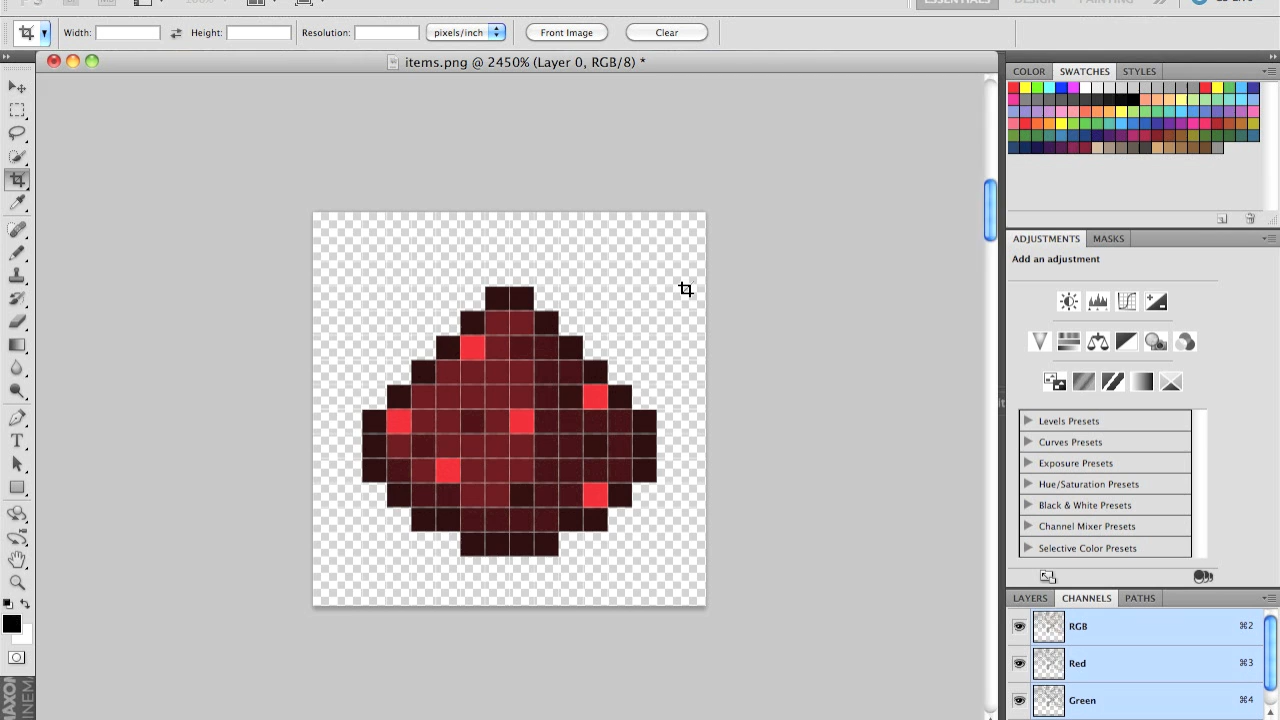 Width:
Height:
Resolution:
pixels/inch
Front Image
Clear
items.png @ 2450% (Layer 0, RGB/8) *
COLOR
SWATCHES
STYLES
ADJUSTMENTS
MASKS
Add an adjustment
Levels Presets
Curves Presets
Exposure Presets
Hue/Saturation Presets
Black & White Presets
Channel Mixer Presets
Selective Color Presets
LAYERS
CHANNELS
PATHS
RGB
⌘2
Red
⌘3
Green
⌘4